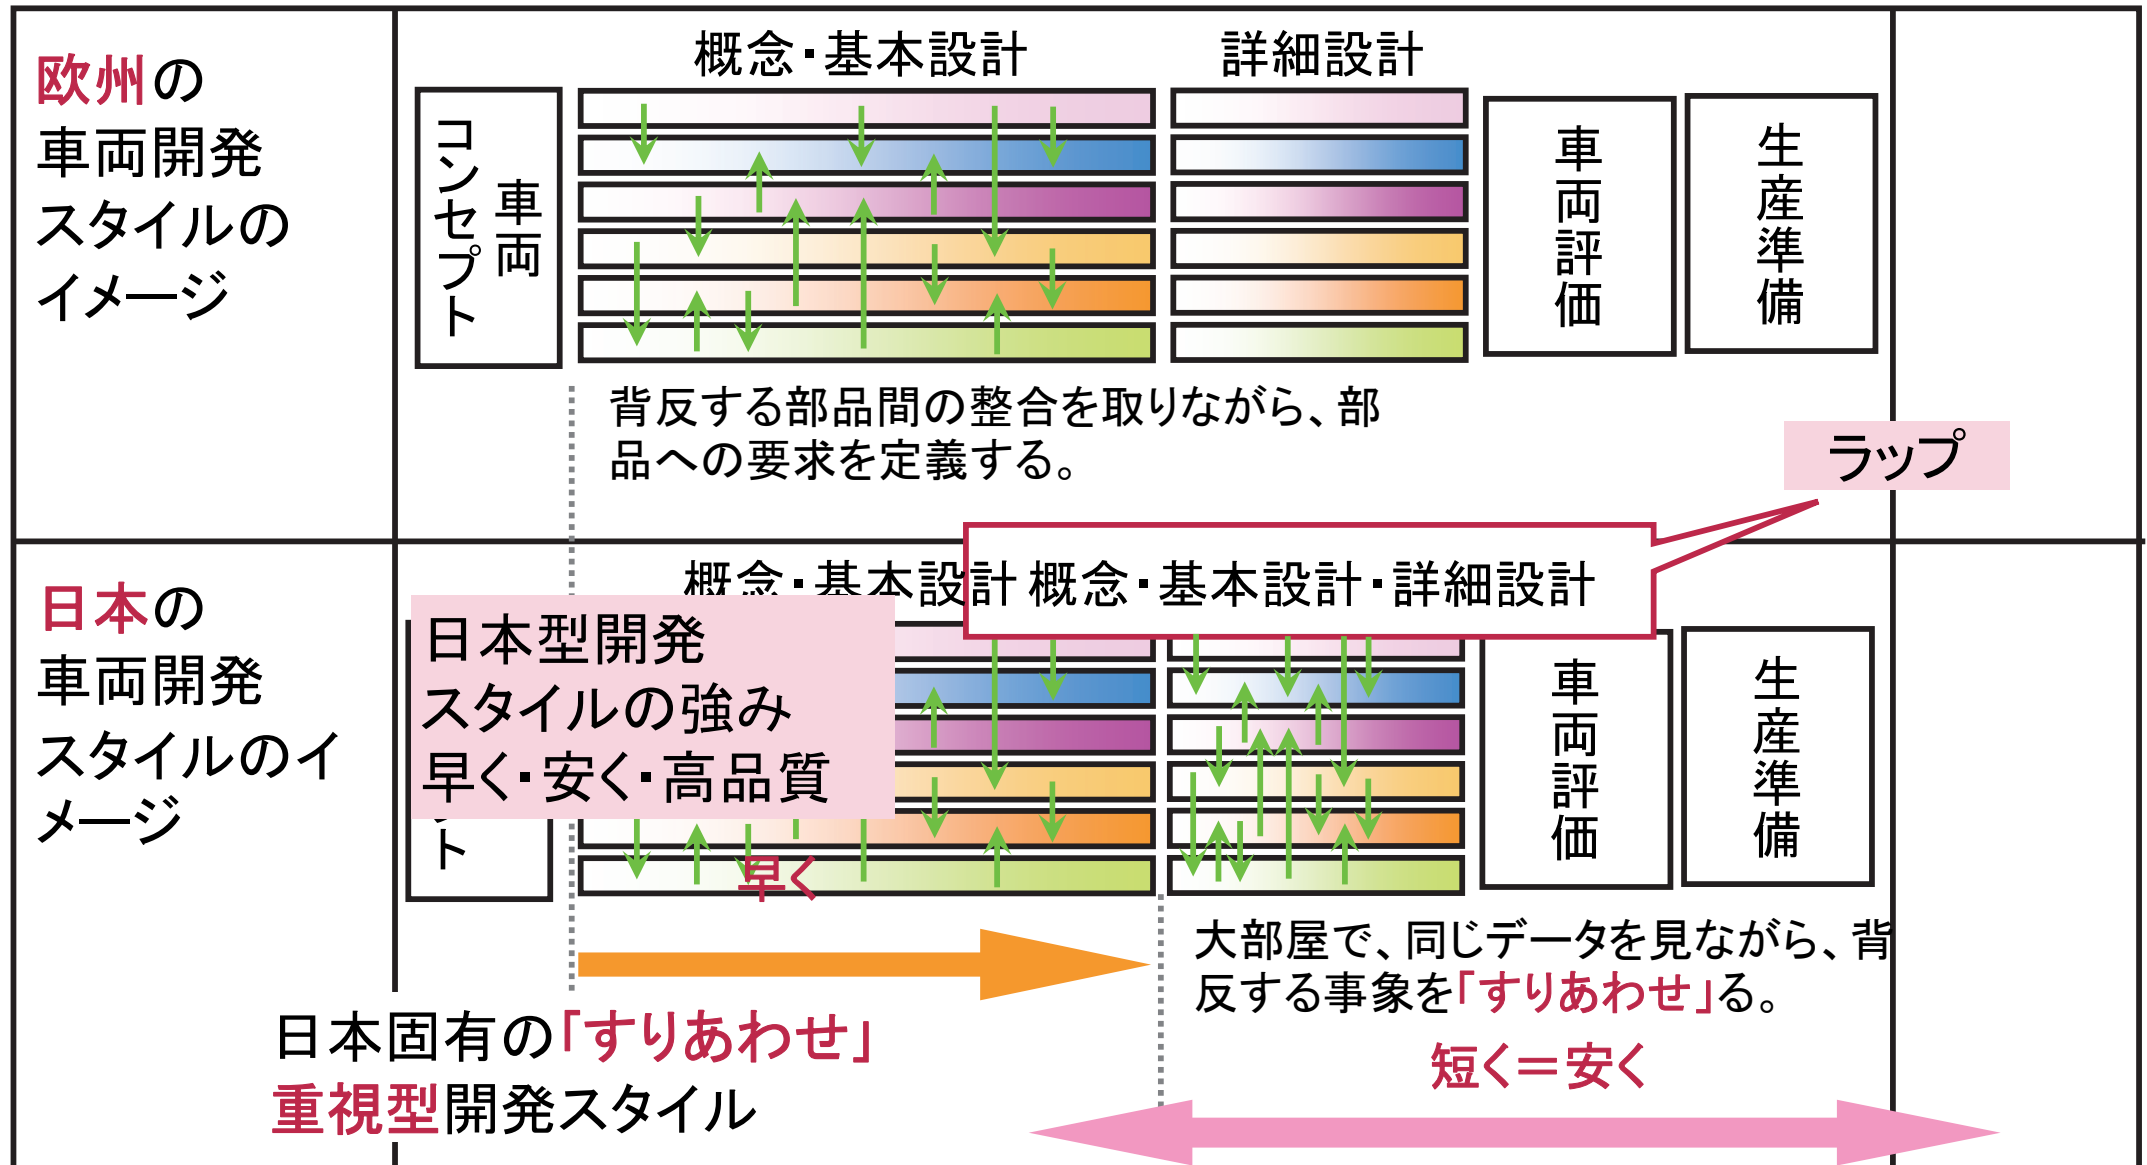 欧州の
車両開発
スタイルの
イメージ
概念・基本設計
詳細設計
車両
コンセプト
車両評価
生産準備
背反する部品間の整合を取りながら、部
品への要求を定義する。
ラップ
日本の
車両開発
スタイルのイ
メージ
概念・基本設計
概念・基本設計・詳細設計
日本型開発
スタイルの強み
早く・安く・高品質
ト
車両評価
生産準備
早く
大部屋で、同じデータを見ながら、背
反する事象を「すりあわせ」る。
日本固有の「すりあわせ」
重視型開発スタイル
短く＝安く